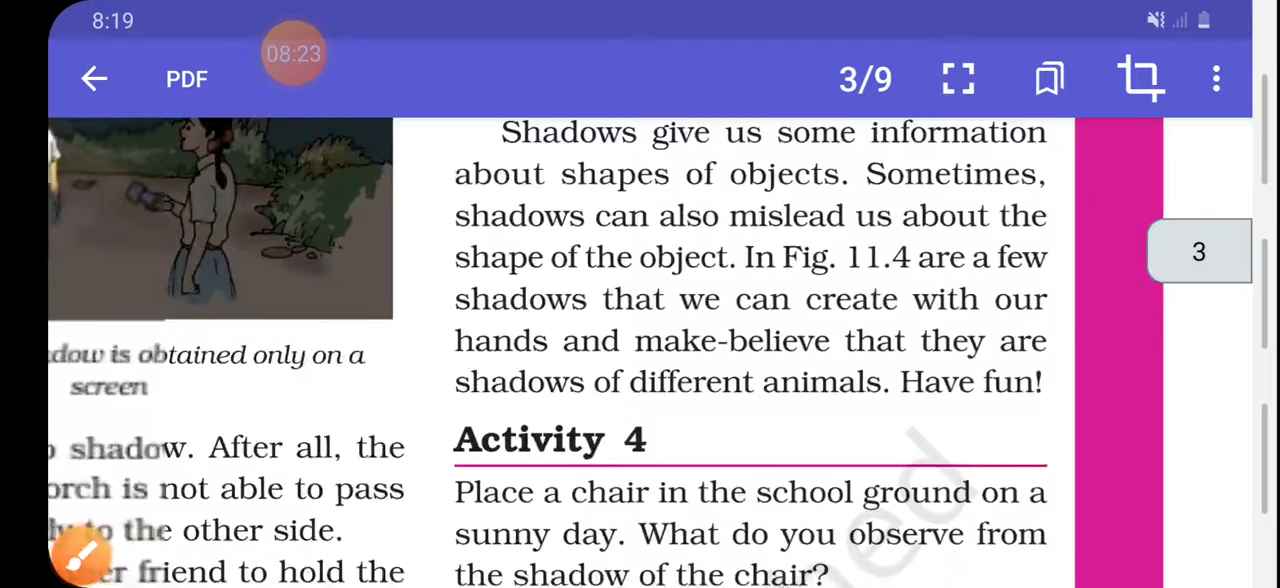 8:19
08:23
PDF
3/9
3
dow is obtained only on a
screen
shadow. After all, the
orch is not able to pass
to the other side.
er friend to hold the
Shadows give us some information
about shapes of objects. Sometimes,
shadows can also mislead us about the
shape of the object. In Fig. 11.4 are a few
shadows that we can create with our
hands and make-believe that they are
shadows of different animals. Have fun!
Activity 4
Place a chair in the school ground on a
sunny day. What do you observe from
the shadow of the chair?